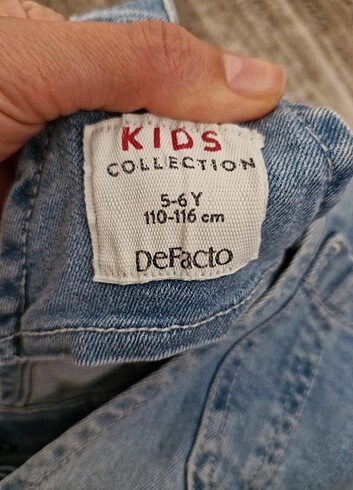 KIDS
COLLECTION
5-6 Y
110-116 cm
DeFacto